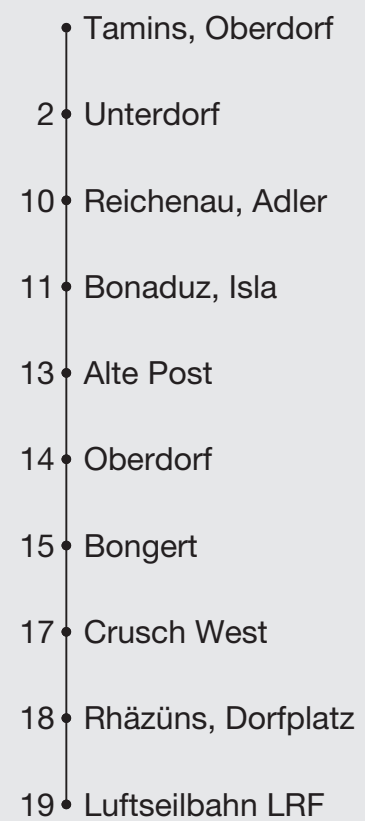 Tamins, Oberdorf
2 Unterdorf
10 Reichenau, Adler
11 Bonaduz, Isla
13 Alte Post
14 Oberdorf
15 Bongert
17 Crusch West
18 Rhäzüns, Dorfplatz
19 Luftseilbahn LRF